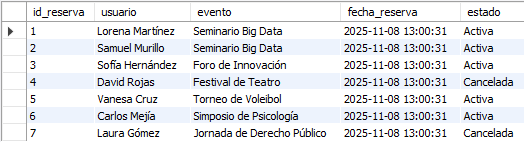 id_reserva usuario evento fecha_reserva estado
1 Lorena Martínez Seminario Big Data 2025-11-08 13:00:31 Activa
2 Samuel Murillo Seminario Big Data 2025-11-08 13:00:31 Activa
3 Sofía Hernández Foro de Innovación 2025-11-08 13:00:31 Activa
4 David Rojas Festival de Teatro 2025-11-08 13:00:31 Cancelada
5 Vanesa Cruz Torneo de Voleibol 2025-11-08 13:00:31 Activa
6 Carlos Mejía Simposio de Psicología 2025-11-08 13:00:31 Activa
7 Laura Gómez Jornada de Derecho Público 2025-11-08 13:00:31 Cancelada